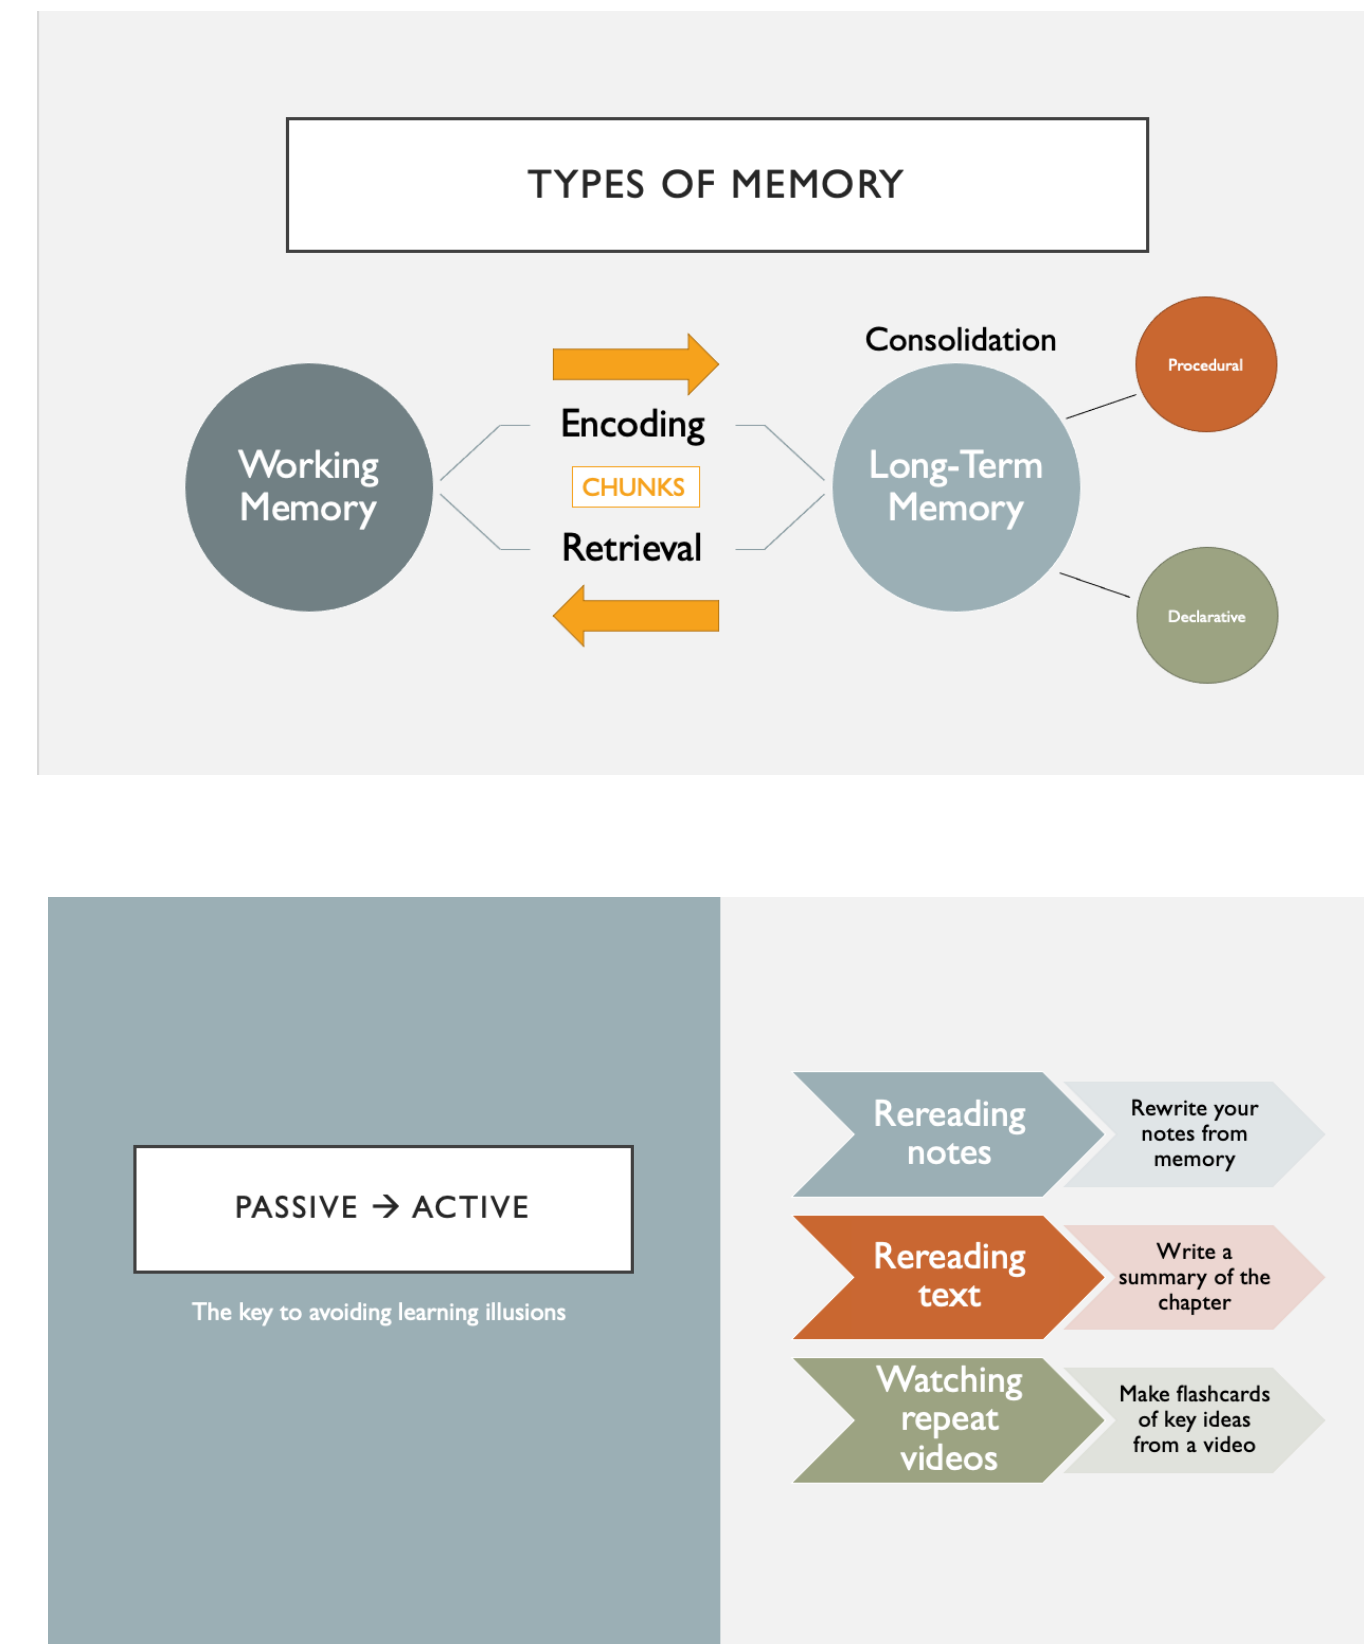 TYPES OF MEMORY
Working
Memory
Encoding
CHUNKS
Retrieval
Consolidation
Long-Term
Memory
Procedural
Declarative
PASSIVE → ACTIVE
The key to avoiding learning illusions
Rereading
notes
Rewrite your
notes from
memory
Rereading
text
Write a
summary of the
chapter
Watching
repeat
videos
Make flashcards
of key ideas
from a video